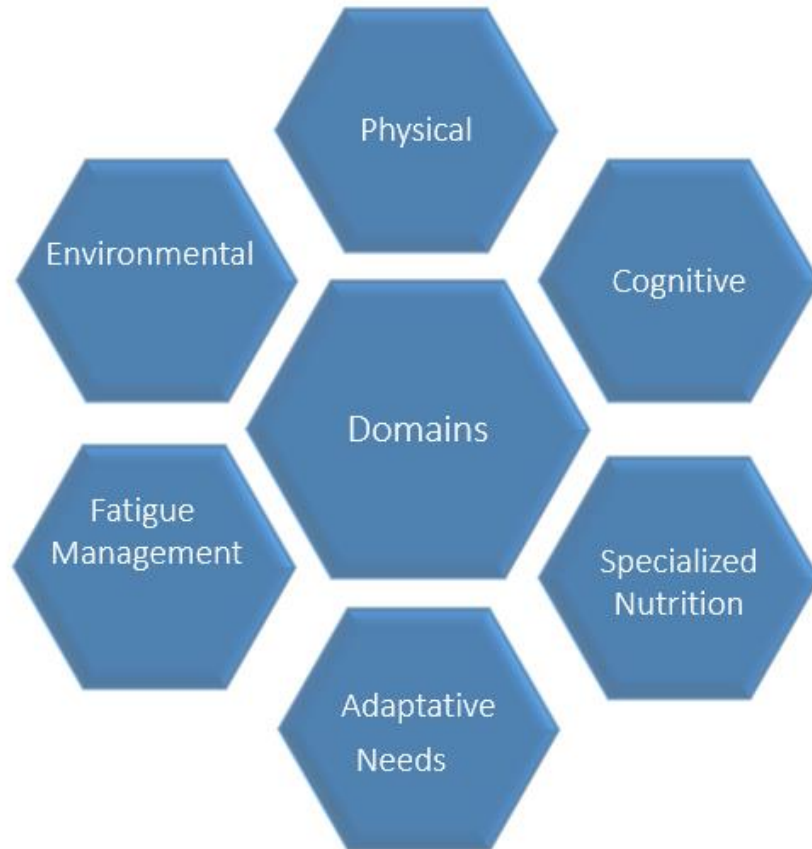 Physical
Environmental
Cognitive
Domains
Fatigue
Management
Specialized
Nutrition
Adaptative
Needs